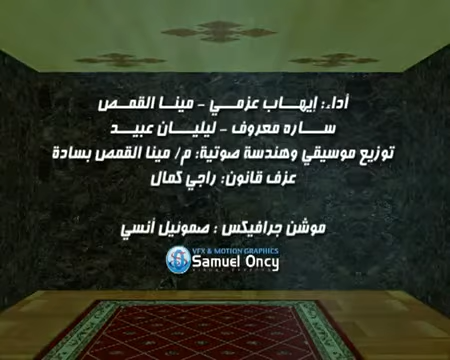 أداء: إيهاب عزمي - مينا القمص
ساره معروف - ليليان عبيد
توزيع موسيقي وهندسة صوتية: م/ مينا القمص بسادة
عزف قانون: راجي كمال
موشن جرافيكس : صموئيل أنسي
VFX & MOTION GRAPHICS
Samuel Oncy